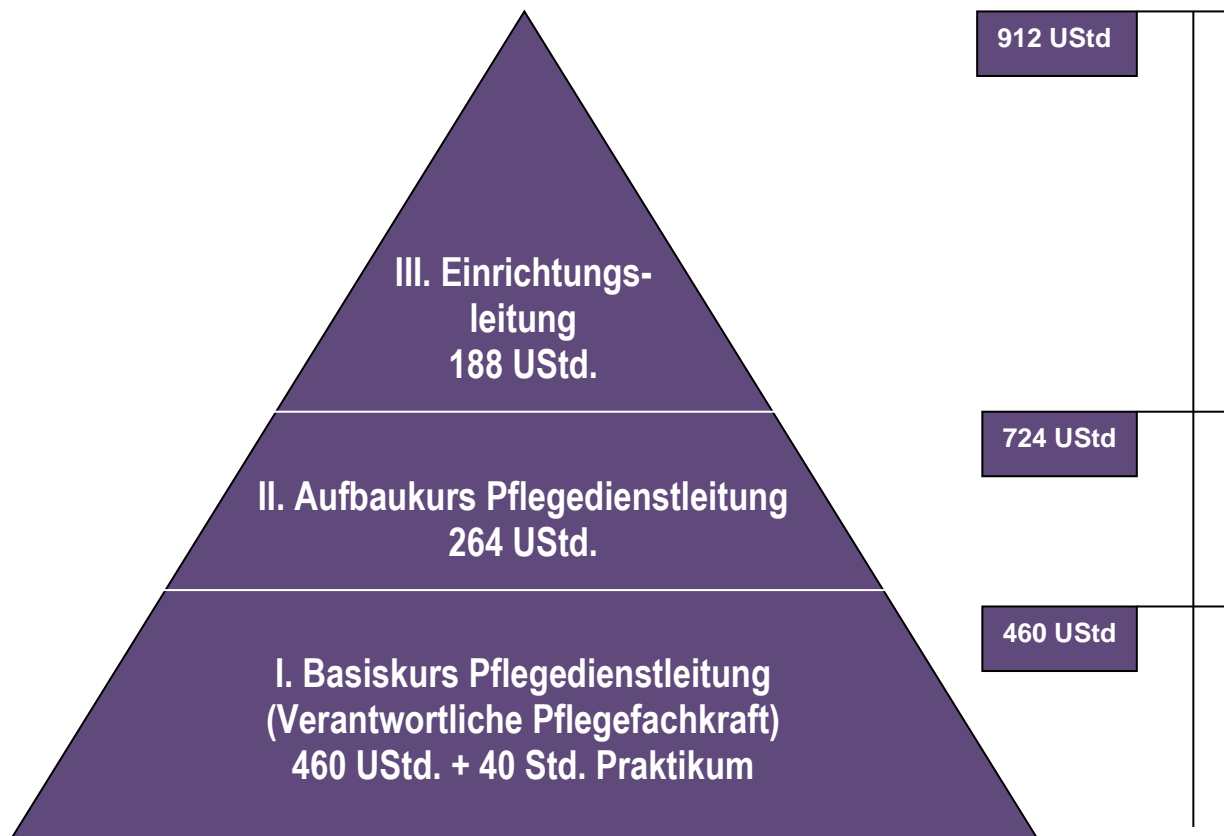 912 UStd
III. Einrichtungs-
leitung
188 UStd.
724 UStd
II. Aufbaukurs Pflegedienstleitung
264 UStd.
460 UStd
I. Basiskurs Pflegedienstleitung
(Verantwortliche Pflegefachkraft)
460 UStd. + 40 Std. Praktikum